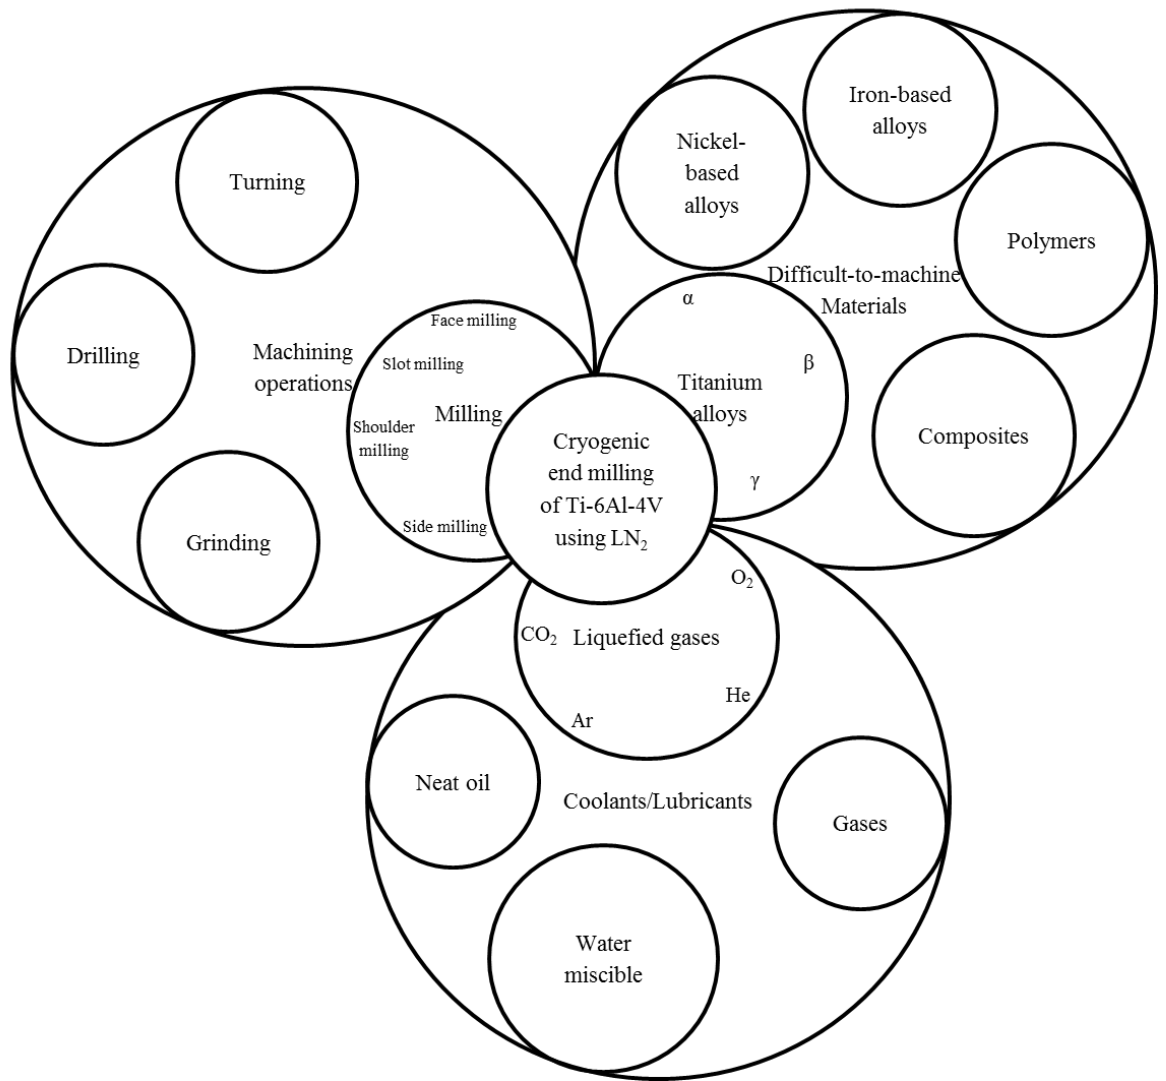 Iron-based
alloys
Nickel-
based
alloys
Turning
Polymers
Difficult-to-machine
Materials
α
Face milling
Drilling
Machining
operations
Slot milling
β
Titanium
alloys
Milling
Shoulder
milling
Composites
Cryogenic
end milling
of Ti-6Al-4V
using LN₂
γ
Side milling
Grinding
O₂
CO₂
Liquefied gases
He
Ar
Neat oil
Coolants/Lubricants
Gases
Water
miscible